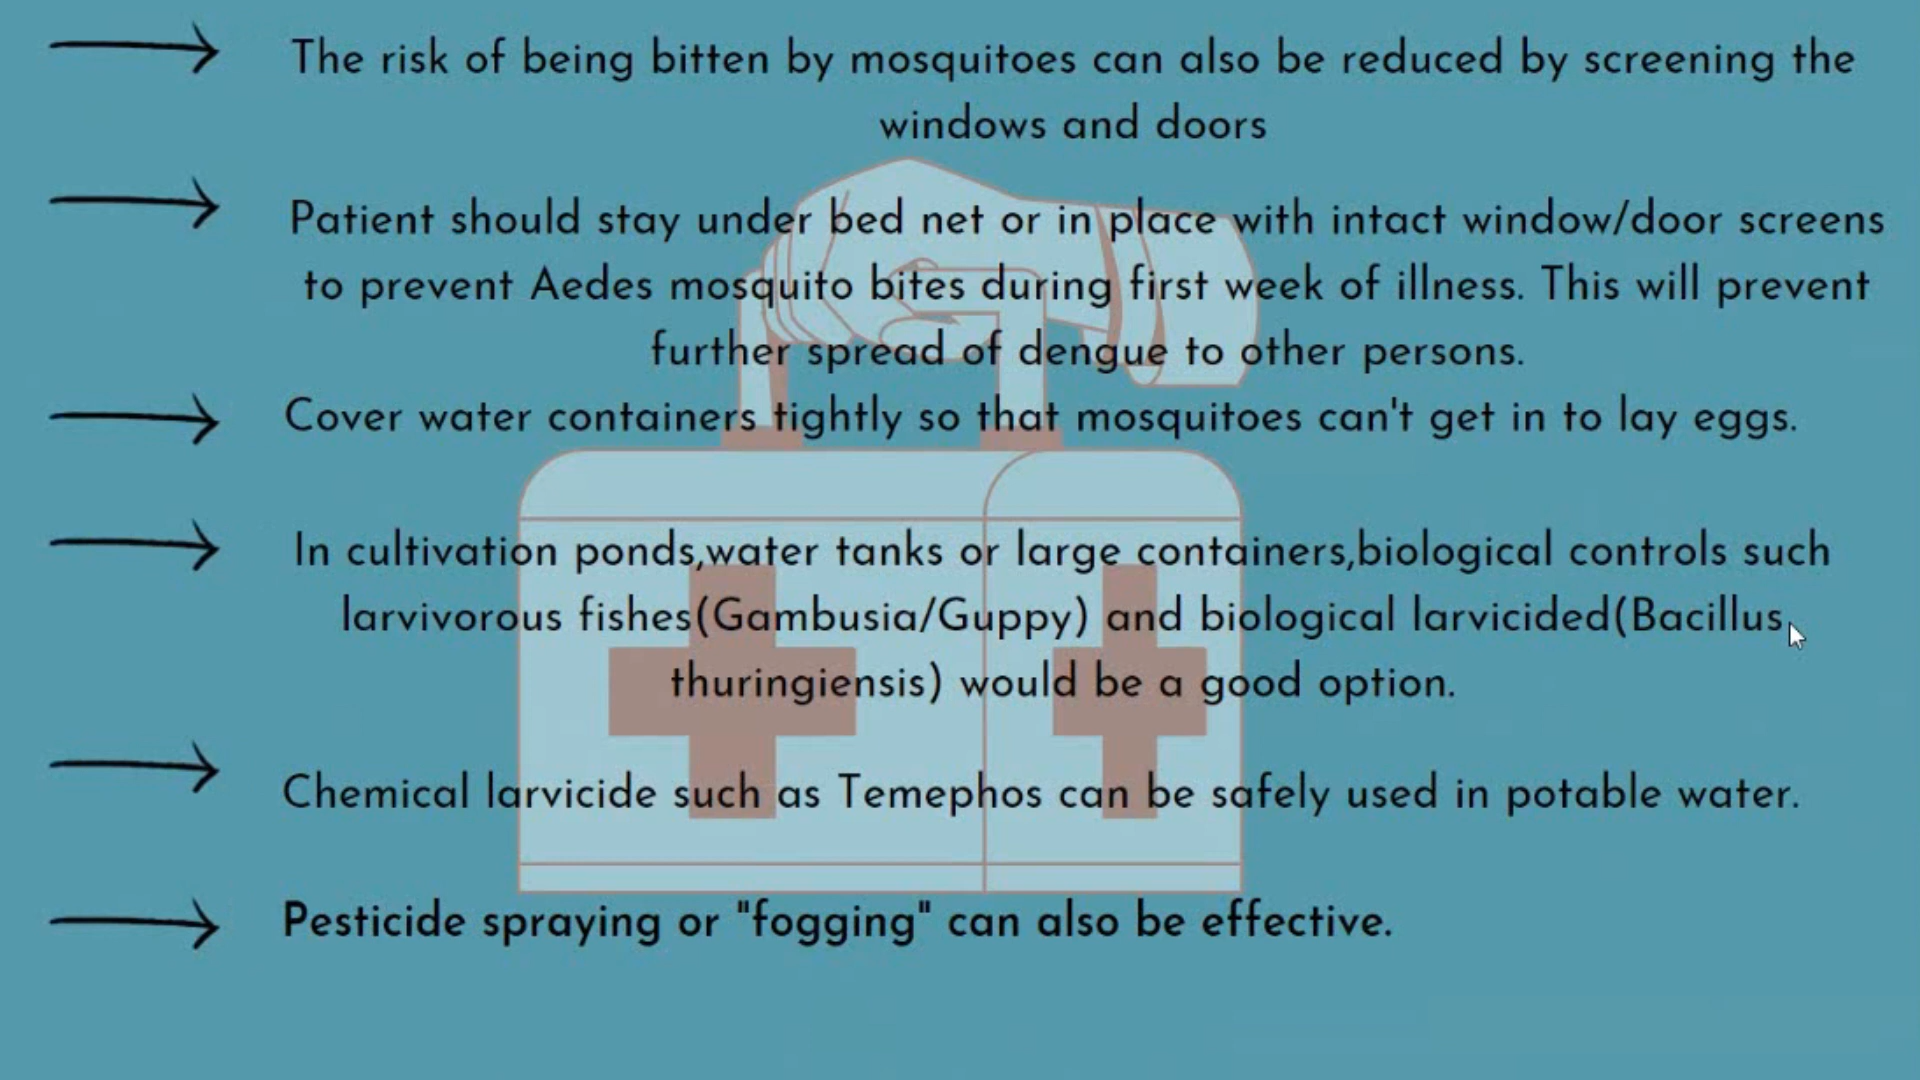 The risk of being bitten by mosquitoes can also be reduced by screening the
windows and doors
Patient should stay under bed net or in place with intact window/door screens
to prevent Aedes mosquito bites during first week of illness. This will prevent
further spread of dengue to other persons.
Cover water containers tightly so that mosquitoes can't get in to lay eggs.
In cultivation ponds,water tanks or large containers,biological controls such
larvivorous fishes(Gambusia/Guppy) and biological larvicided(Bacillus
thuringiensis) would be a good option.
Chemical larvicide such as Temephos can be safely used in potable water.
Pesticide spraying or "fogging" can also be effective.